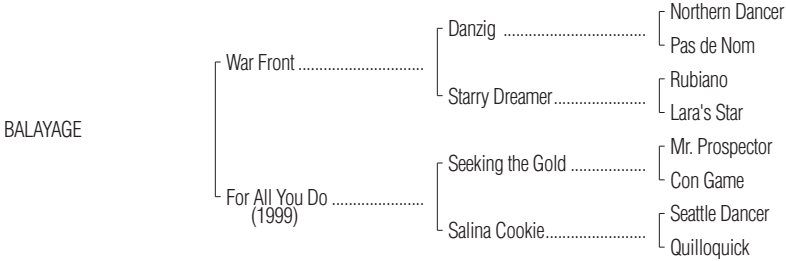 Northern Dancer
Danzig ..................................
Pas de Nom
War Front ..............................
Rubiano
Starry Dreamer......................
Lara's Star
BALAYAGE
Mr. Prospector
Seeking the Gold ..................
Con Game
For All You Do ......................
(1999)
Seattle Dancer
Salina Cookie........................
Quilloquick